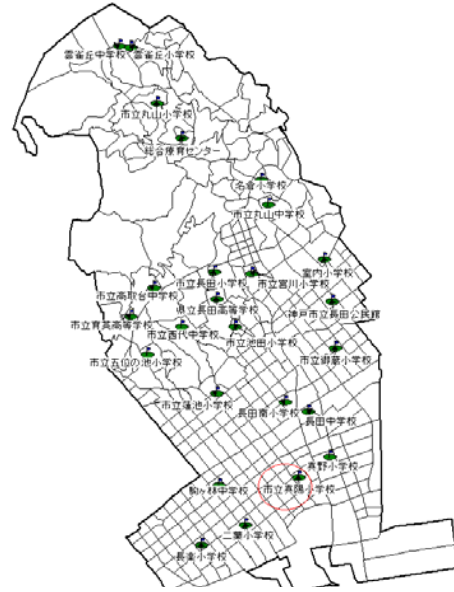 雲雀丘中学校
雲雀丘小学校
市立丸山小学校
総合療育センター
名倉小学校
市立丸山中学校
室内小学校
市立長田小学校
市立宮川小学校
市立高取台中学校
県立長田高等学校
神戸市立長田公民館
市立育英高等学校
市立西代中学校
市立池田小学校
市立御蔵小学校
市立五位の池小学校
市立蓮池小学校
長田南小学校
長田中学校
真野小学校
駒ヶ林中学校
市立真陽小学校
二葉小学校
長楽小学校